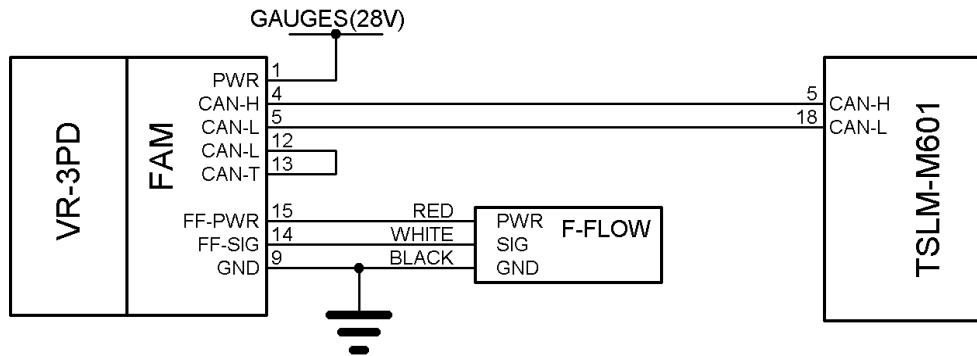 GAUGES(28V)
VR-3PD
FAM
PWR 1
CAN-H 4
CAN-L 5
CAN-L 12
CAN-T 13
FF-PWR 15 RED
FF-SIG 14 WHITE
GND 9 BLACK
PWR
SIG
GND
F-FLOW
5 CAN-H
18 CAN-L
TSLM-M601